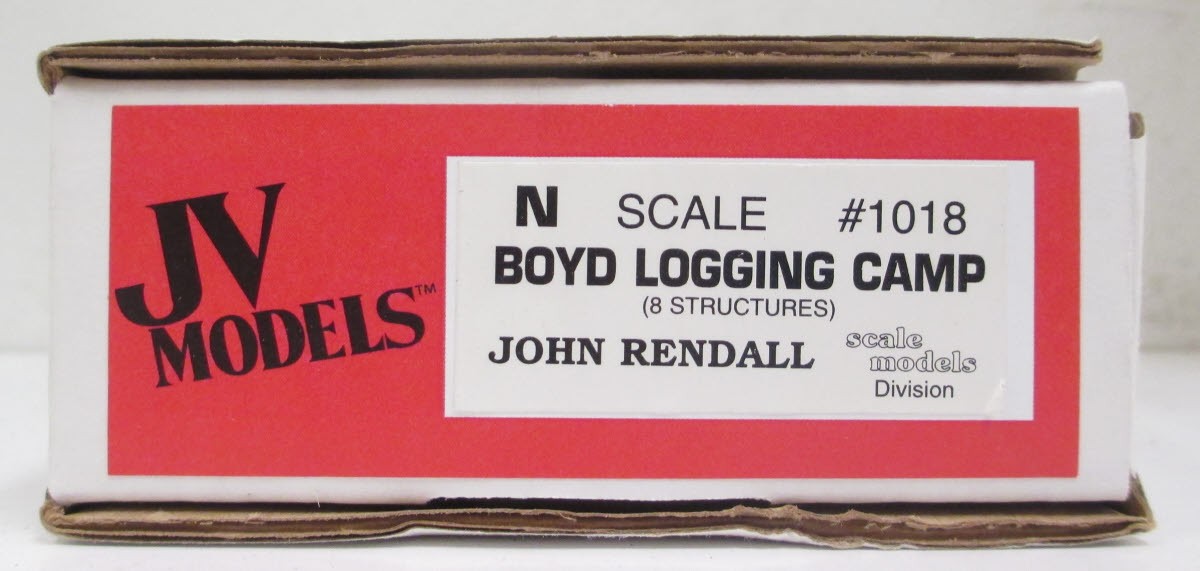 JV
MODELS™
N SCALE #1018
BOYD LOGGING CAMP
(8 STRUCTURES)
JOHN RENDALL
scale
models
Division